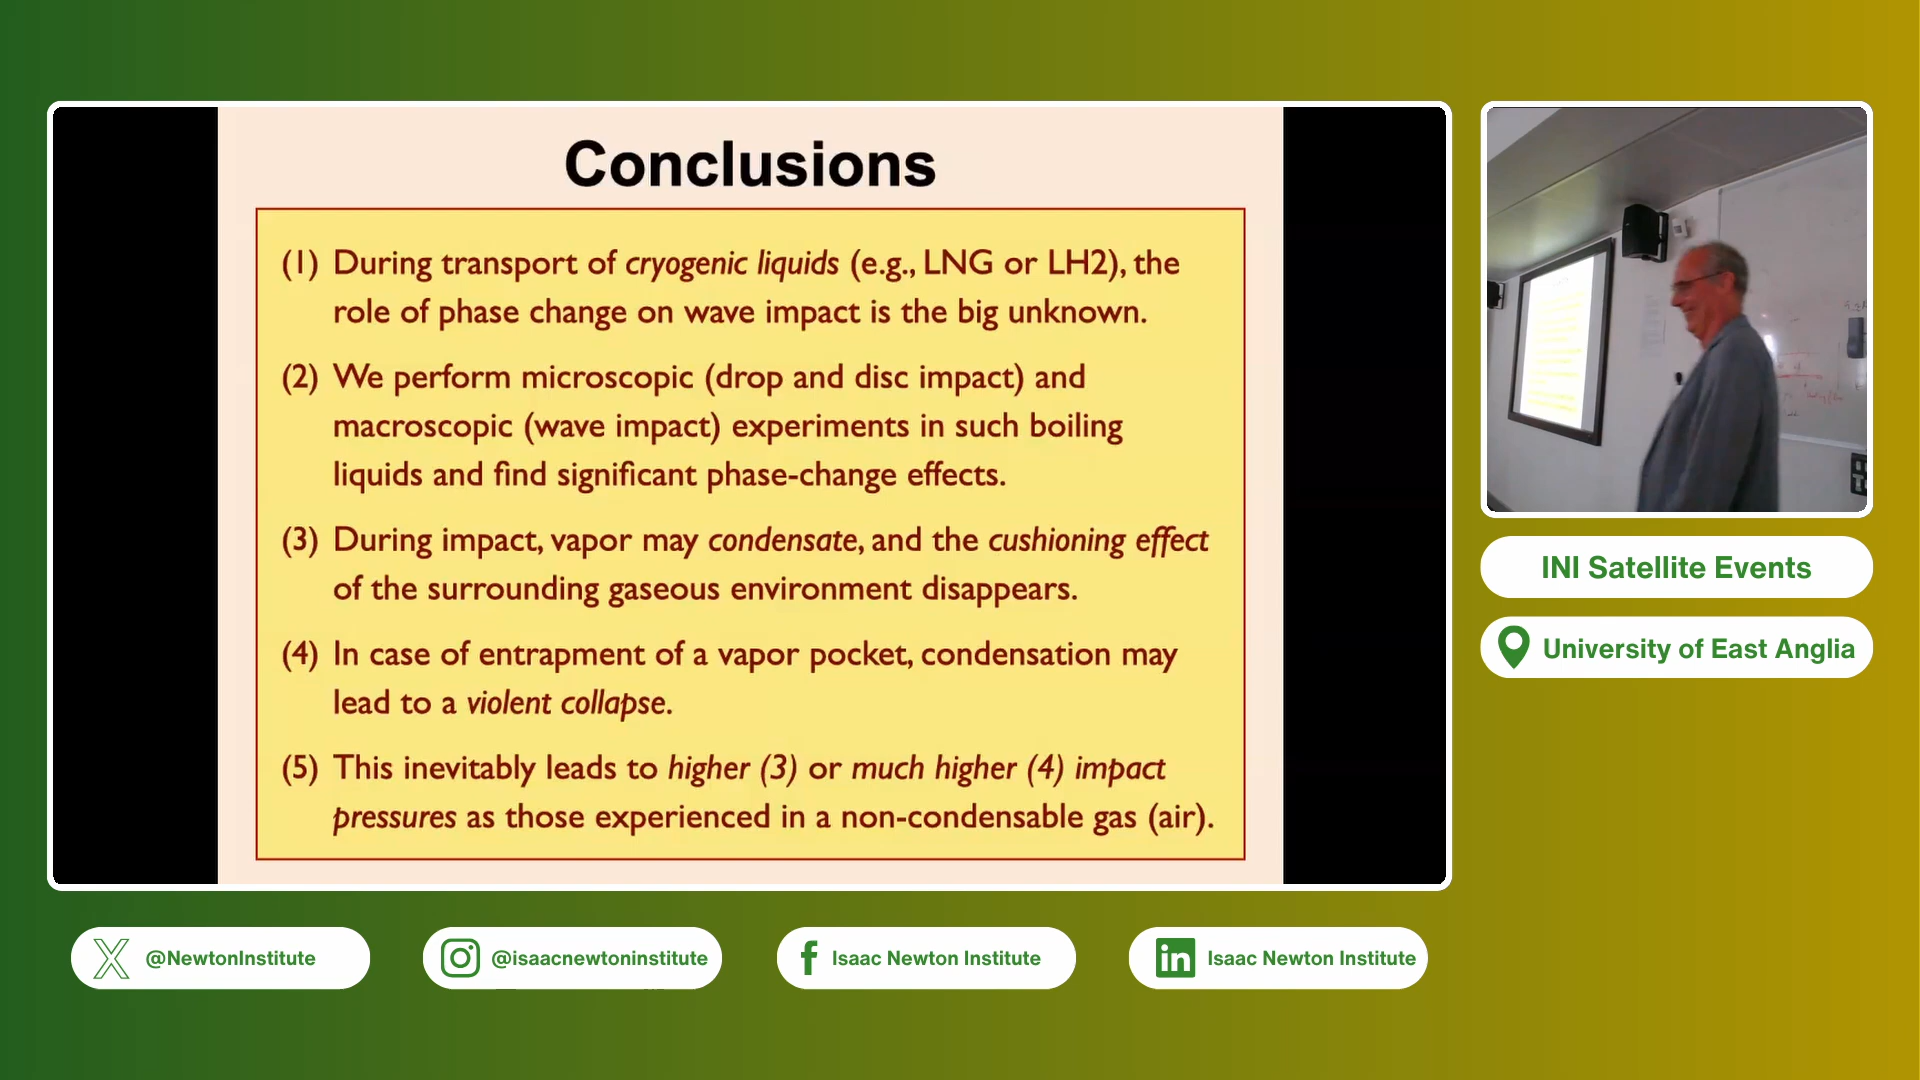 Conclusions
(1) During transport of cryogenic liquids (e.g., LNG or LH2), the
role of phase change on wave impact is the big unknown.
(2) We perform microscopic (drop and disc impact) and
macroscopic (wave impact) experiments in such boiling
liquids and find significant phase-change effects.
(3) During impact, vapor may condensate, and the cushioning effect
of the surrounding gaseous environment disappears.
(4) In case of entrapment of a vapor pocket, condensation may
lead to a violent collapse.
(5) This inevitably leads to higher (3) or much higher (4) impact
pressures as those experienced in a non-condensable gas (air).
INI Satellite Events
University of East Anglia
@NewtonInstitute
@isaacnewtoninstitute
Isaac Newton Institute
Isaac Newton Institute